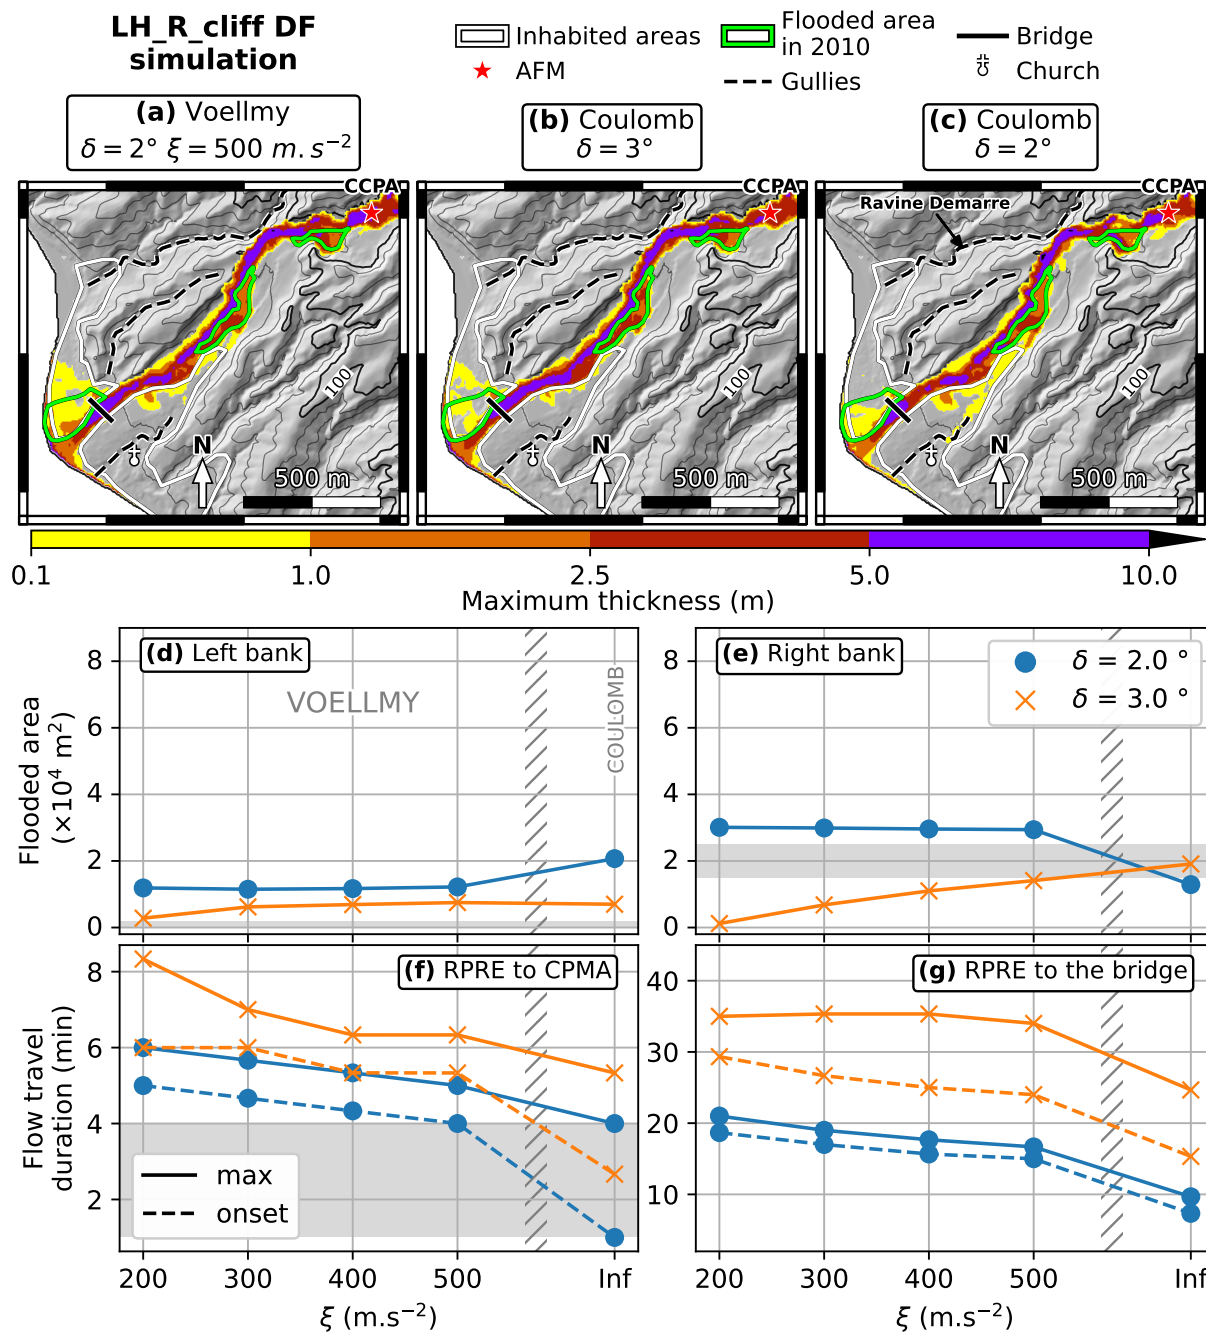 LH_R_cliff DF
simulation
Inhabited areas
AFM
Flooded area
in 2010
Gullies
Bridge
Church
(a) Voellmy
δ = 2° ξ = 500 m.s⁻²
(b) Coulomb
δ = 3°
(c) Coulomb
δ = 2°
CCPA
100
N
500 m
CCPA
100
N
500 m
CCPA
Ravine Demarre
100
N
500 m
0.1
1.0
2.5
5.0
10.0
Maximum thickness (m)
(d) Left bank
VOELLMY
COULOMB
Flooded area
(×10⁴ m²)
8
6
4
2
0
(e) Right bank
δ = 2.0 °
δ = 3.0 °
8
6
4
2
0
(f) RPRE to CPMA
Flow travel
duration (min)
8
6
4
2
max
onset
200
300
400
500
Inf
ξ (m.s⁻²)
(g) RPRE to the bridge
40
30
20
10
200
300
400
500
Inf
ξ (m.s⁻²)